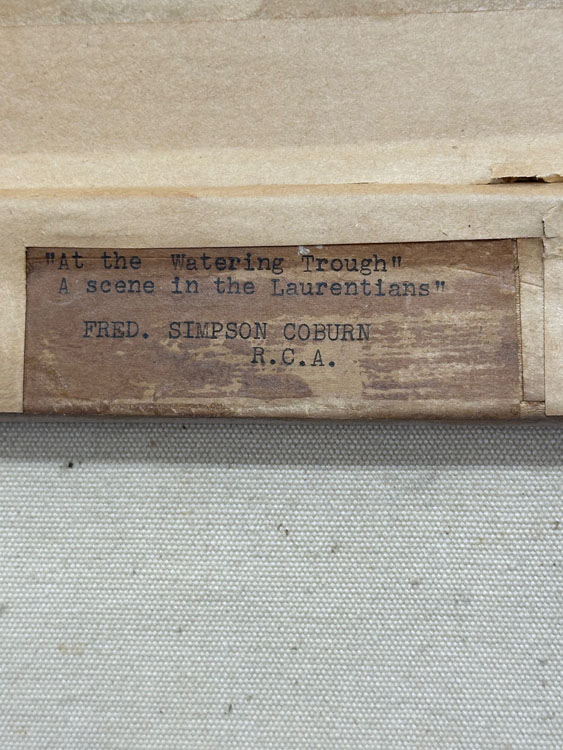 "At the Watering Trough"
A scene in the Laurentians"
FRED. SIMPSON COBURN
R.C.A.